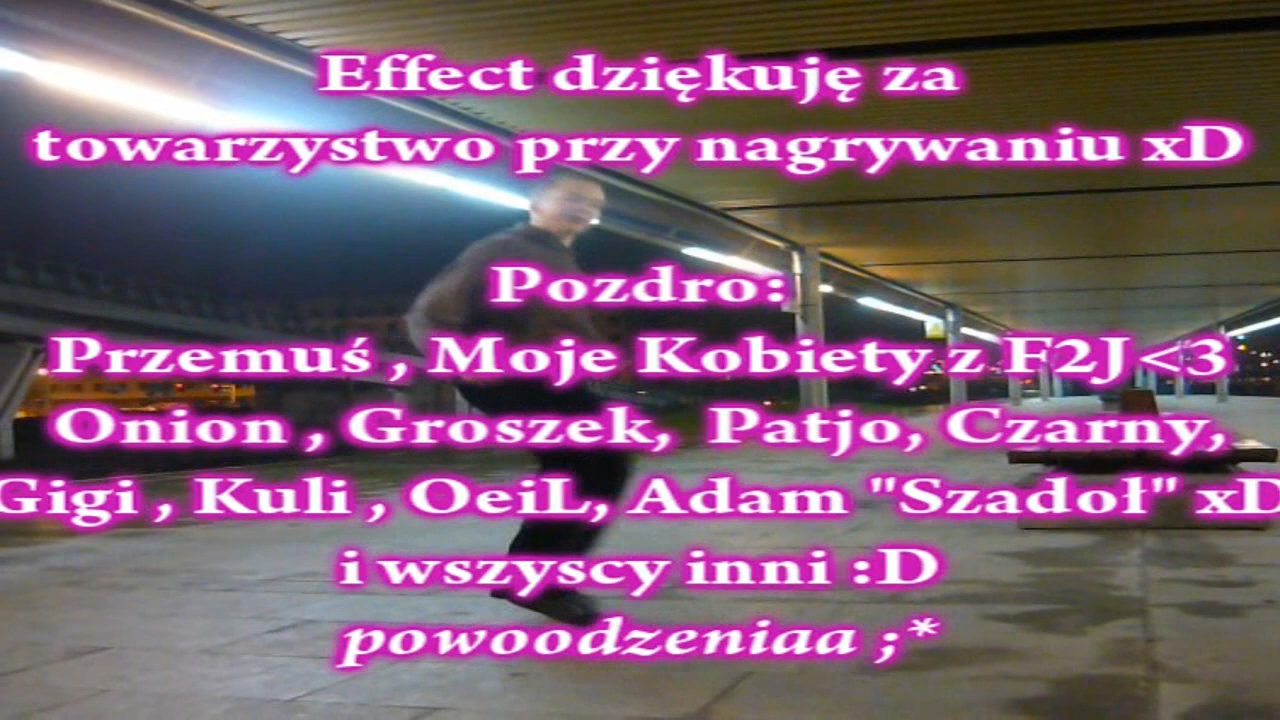 Effect dziękuję za
towarzystwo przy nagrywaniu xD
Pozdro:
Przemuś , Moje Kobiety z F2J<3
Onion , Groszek, Patjo, Czarny,
Gigi , Kuli , OeiL, Adam "Szadoł" xD
i wszyscy inni :D
powoodzeniaa ;*